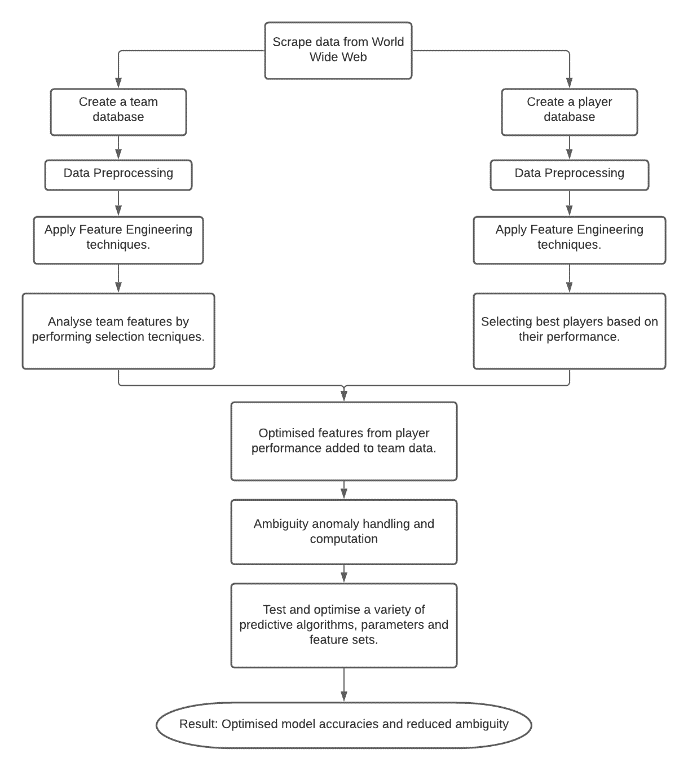 Scrape data from World
Wide Web
Create a team
database
Create a player
database
Data Preprocessing
Data Preprocessing
Apply Feature Engineering
techniques.
Apply Feature Engineering
techniques.
Analyse team features by
performing selection tecniques.
Selecting best players based on
their performance.
Optimised features from player
performance added to team data.
Ambiguity anomaly handling and
computation
Test and optimise a variety of
predictive algorithms, parameters and
feature sets.
Result: Optimised model accuracies and reduced ambiguity